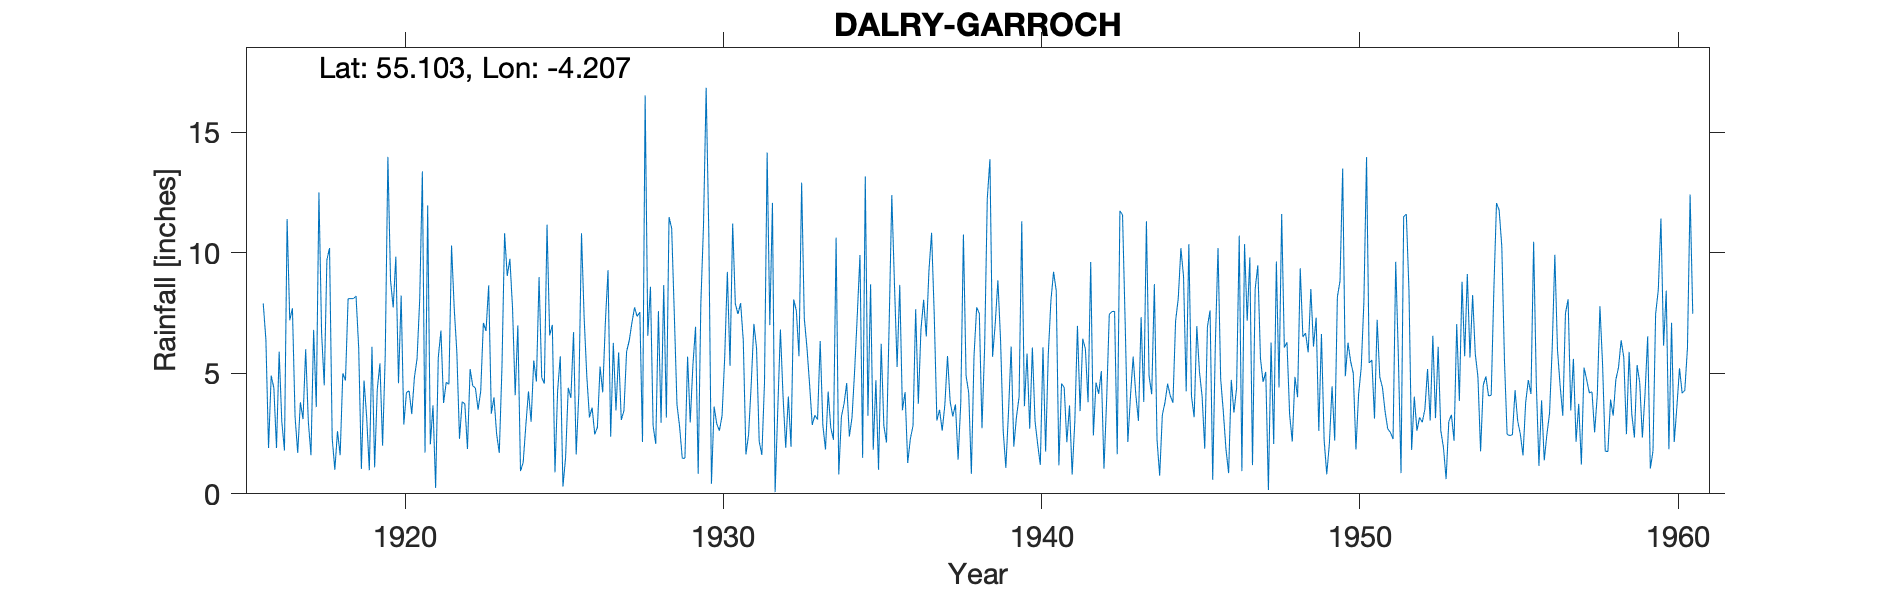 DALRY-GARROCH
Lat: 55.103, Lon: -4.207
Rainfall [inches]
15
10
5
0
1920 1930 1940 1950 1960
Year